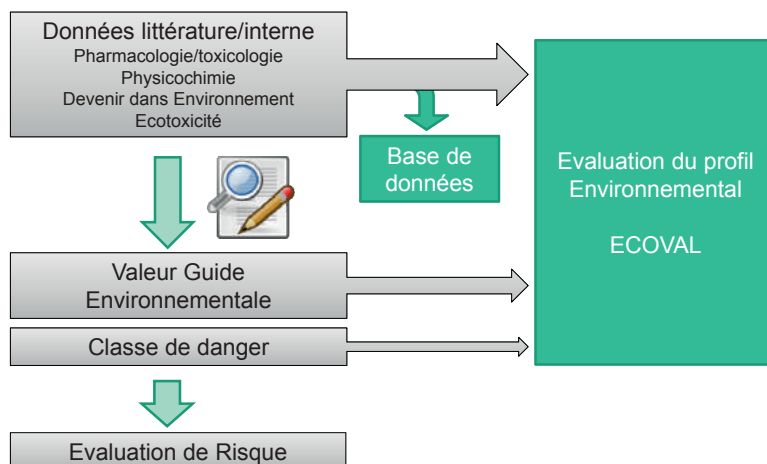 Données littérature/interne
Pharmacologie/toxicologie
Physicochimie
Devenir dans Environnement
Ecotoxicité
Base de
données
Evaluation du profil
Environnemental
ECOVAL
Valeur Guide
Environnementale
Classe de danger
Evaluation de Risque